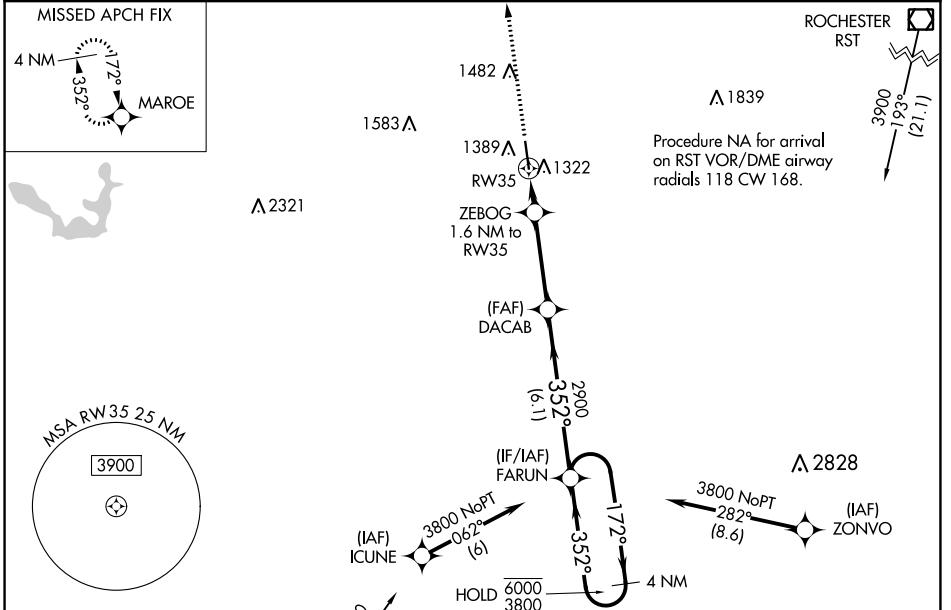 MISSED APCH FIX
4 NM
172°
352°
MAROE
ROCHESTER
RST
3900
193°
(21.1)
1482
1839
1583
1389
1322
RW35
Procedure NA for arrival
on RST VOR/DME airway
radials 118 CW 168.
2321
ZEBOG
1.6 NM to
RW35
(FAF)
DACAB
2900
352°
(6.1)
MSA RW35 25 NM
3900
(IF/IAF)
FARUN
2828
3800 NoPT
282°
(8.6)
(IAF)
ZONVO
3800 NoPT
062°
(6)
(IAF)
ICUNE
172°
352°
4 NM
HOLD
6000
3800